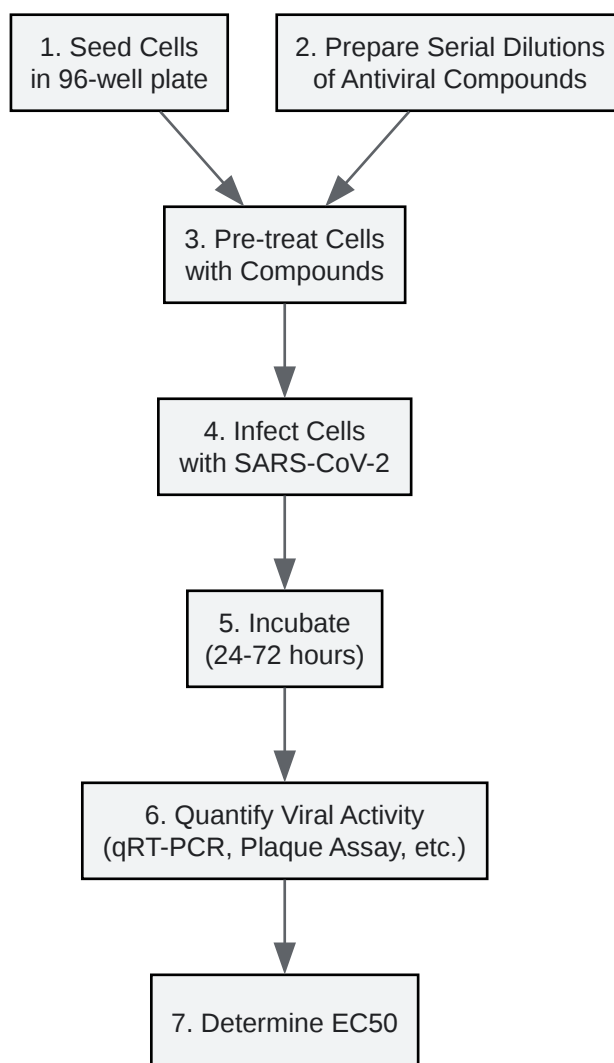 1. Seed Cells
in 96-well plate
2. Prepare Serial Dilutions
of Antiviral Compounds
3. Pre-treat Cells
with Compounds
4. Infect Cells
with SARS-CoV-2
5. Incubate
(24-72 hours)
6. Quantify Viral Activity
(qRT-PCR, Plaque Assay, etc.)
7. Determine EC50